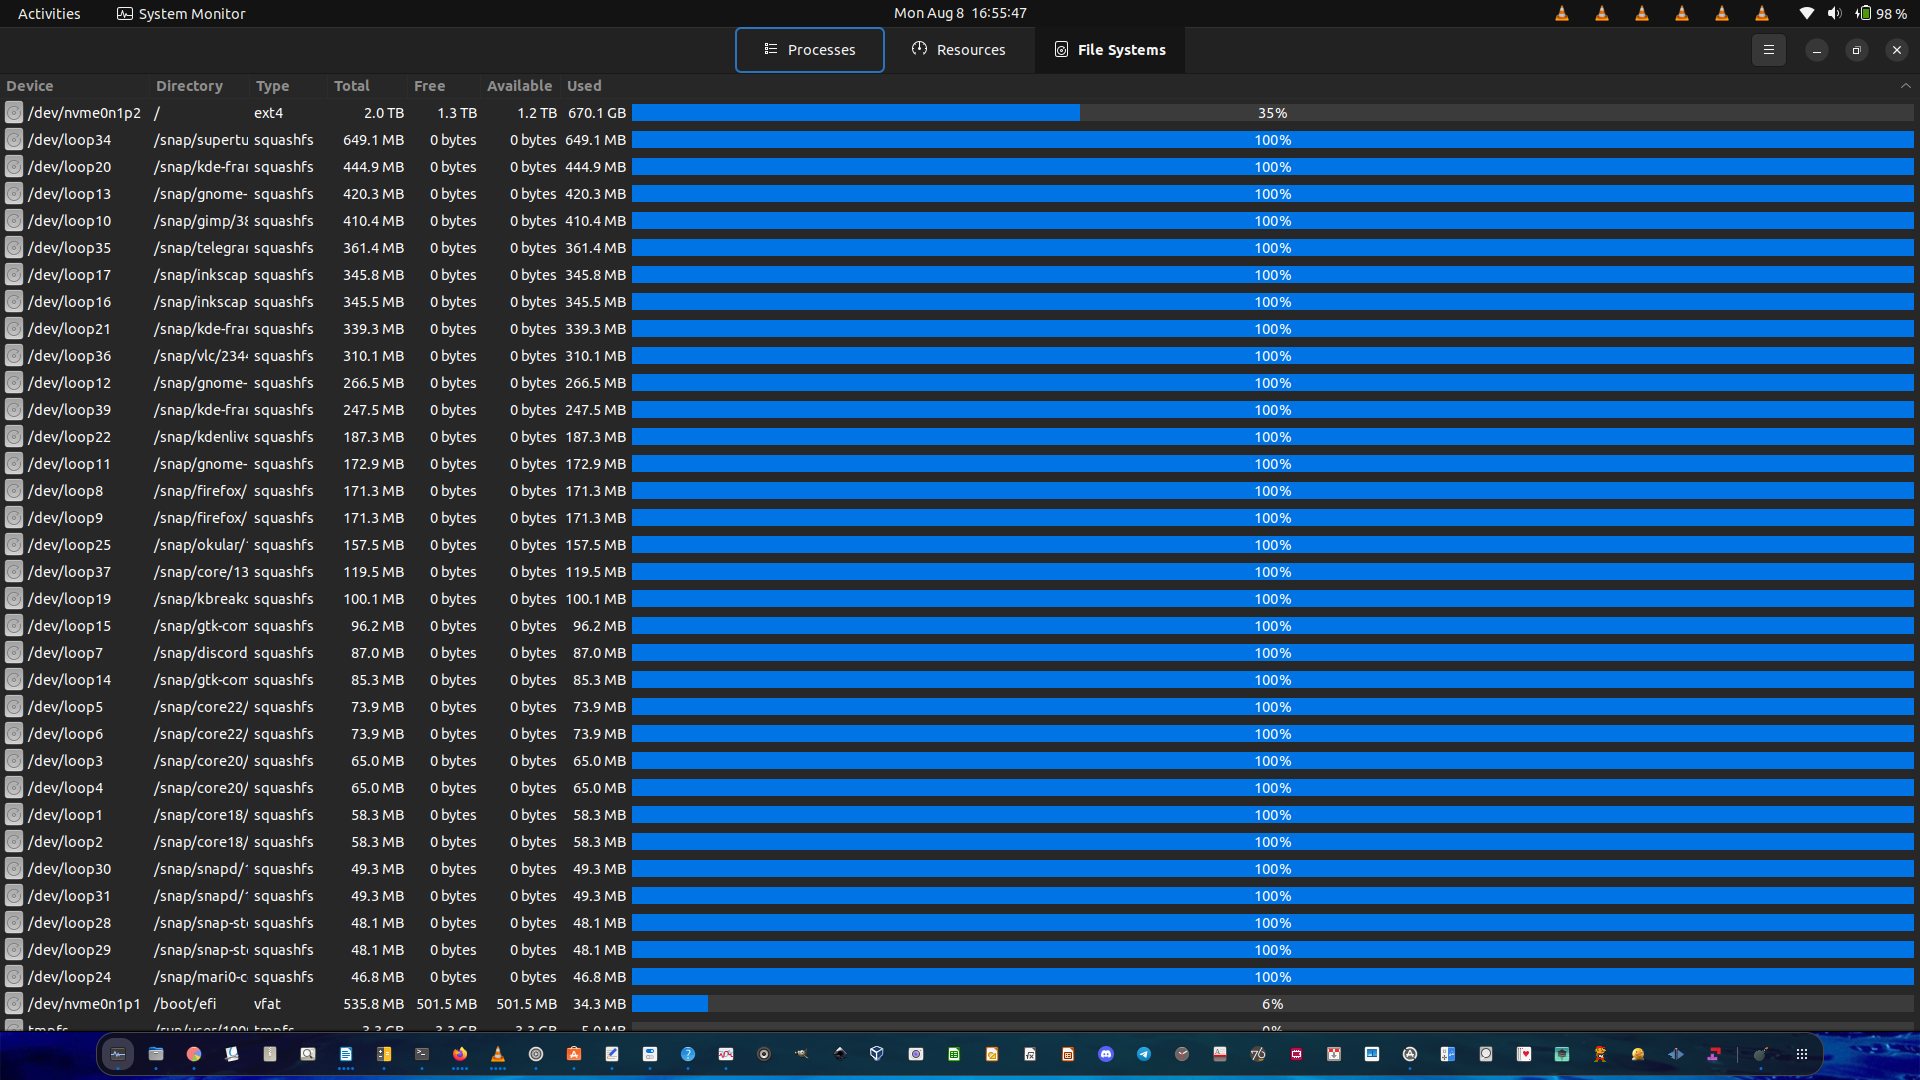 Activities System Monitor Mon Aug 8 16:55:47 98 %
Processes Resources File Systems
Device Directory Type Total Free Available Used
/dev/nvme0n1p2 / ext4 2.0 TB 1.3 TB 1.2 TB 670.1 GB 35%
/dev/loop34 /snap/supertu squashfs 649.1 MB 0 bytes 0 bytes 649.1 MB 100%
/dev/loop20 /snap/kde-frar squashfs 444.9 MB 0 bytes 0 bytes 444.9 MB 100%
/dev/loop13 /snap/gnome- squashfs 420.3 MB 0 bytes 0 bytes 420.3 MB 100%
/dev/loop10 /snap/gimp/38 squashfs 410.4 MB 0 bytes 0 bytes 410.4 MB 100%
/dev/loop35 /snap/telegrar squashfs 361.4 MB 0 bytes 0 bytes 361.4 MB 100%
/dev/loop17 /snap/inkscap squashfs 345.8 MB 0 bytes 0 bytes 345.8 MB 100%
/dev/loop16 /snap/inkscap squashfs 345.5 MB 0 bytes 0 bytes 345.5 MB 100%
/dev/loop21 /snap/kde-frar squashfs 339.3 MB 0 bytes 0 bytes 339.3 MB 100%
/dev/loop36 /snap/vlc/2344 squashfs 310.1 MB 0 bytes 0 bytes 310.1 MB 100%
/dev/loop12 /snap/gnome- squashfs 266.5 MB 0 bytes 0 bytes 266.5 MB 100%
/dev/loop39 /snap/kde-frar squashfs 247.5 MB 0 bytes 0 bytes 247.5 MB 100%
/dev/loop22 /snap/kdenlive squashfs 187.3 MB 0 bytes 0 bytes 187.3 MB 100%
/dev/loop11 /snap/gnome- squashfs 172.9 MB 0 bytes 0 bytes 172.9 MB 100%
/dev/loop8 /snap/firefox/ squashfs 171.3 MB 0 bytes 0 bytes 171.3 MB 100%
/dev/loop9 /snap/firefox/ squashfs 171.3 MB 0 bytes 0 bytes 171.3 MB 100%
/dev/loop25 /snap/okular/ squashfs 157.5 MB 0 bytes 0 bytes 157.5 MB 100%
/dev/loop37 /snap/core/13 squashfs 119.5 MB 0 bytes 0 bytes 119.5 MB 100%
/dev/loop19 /snap/kbreako squashfs 100.1 MB 0 bytes 0 bytes 100.1 MB 100%
/dev/loop15 /snap/gtk-com squashfs 96.2 MB 0 bytes 0 bytes 96.2 MB 100%
/dev/loop7 /snap/discord squashfs 87.0 MB 0 bytes 0 bytes 87.0 MB 100%
/dev/loop14 /snap/gtk-com squashfs 85.3 MB 0 bytes 0 bytes 85.3 MB 100%
/dev/loop5 /snap/core22/ squashfs 73.9 MB 0 bytes 0 bytes 73.9 MB 100%
/dev/loop6 /snap/core22/ squashfs 73.9 MB 0 bytes 0 bytes 73.9 MB 100%
/dev/loop3 /snap/core20/ squashfs 65.0 MB 0 bytes 0 bytes 65.0 MB 100%
/dev/loop4 /snap/core20/ squashfs 65.0 MB 0 bytes 0 bytes 65.0 MB 100%
/dev/loop1 /snap/core18/ squashfs 58.3 MB 0 bytes 0 bytes 58.3 MB 100%
/dev/loop2 /snap/core18/ squashfs 58.3 MB 0 bytes 0 bytes 58.3 MB 100%
/dev/loop30 /snap/snapd/ squashfs 49.3 MB 0 bytes 0 bytes 49.3 MB 100%
/dev/loop31 /snap/snapd/ squashfs 49.3 MB 0 bytes 0 bytes 49.3 MB 100%
/dev/loop28 /snap/snap-st squashfs 48.1 MB 0 bytes 0 bytes 48.1 MB 100%
/dev/loop29 /snap/snap-st squashfs 48.1 MB 0 bytes 0 bytes 48.1 MB 100%
/dev/loop24 /snap/mari0-c squashfs 46.8 MB 0 bytes 0 bytes 46.8 MB 100%
/dev/nvme0n1p1 /boot/efi vfat 535.8 MB 501.5 MB 501.5 MB 34.3 MB 6%
tmpfs /run/user/100 tmpfs 3.3 GB 3.3 GB 3.3 GB 5.0 MB 0%